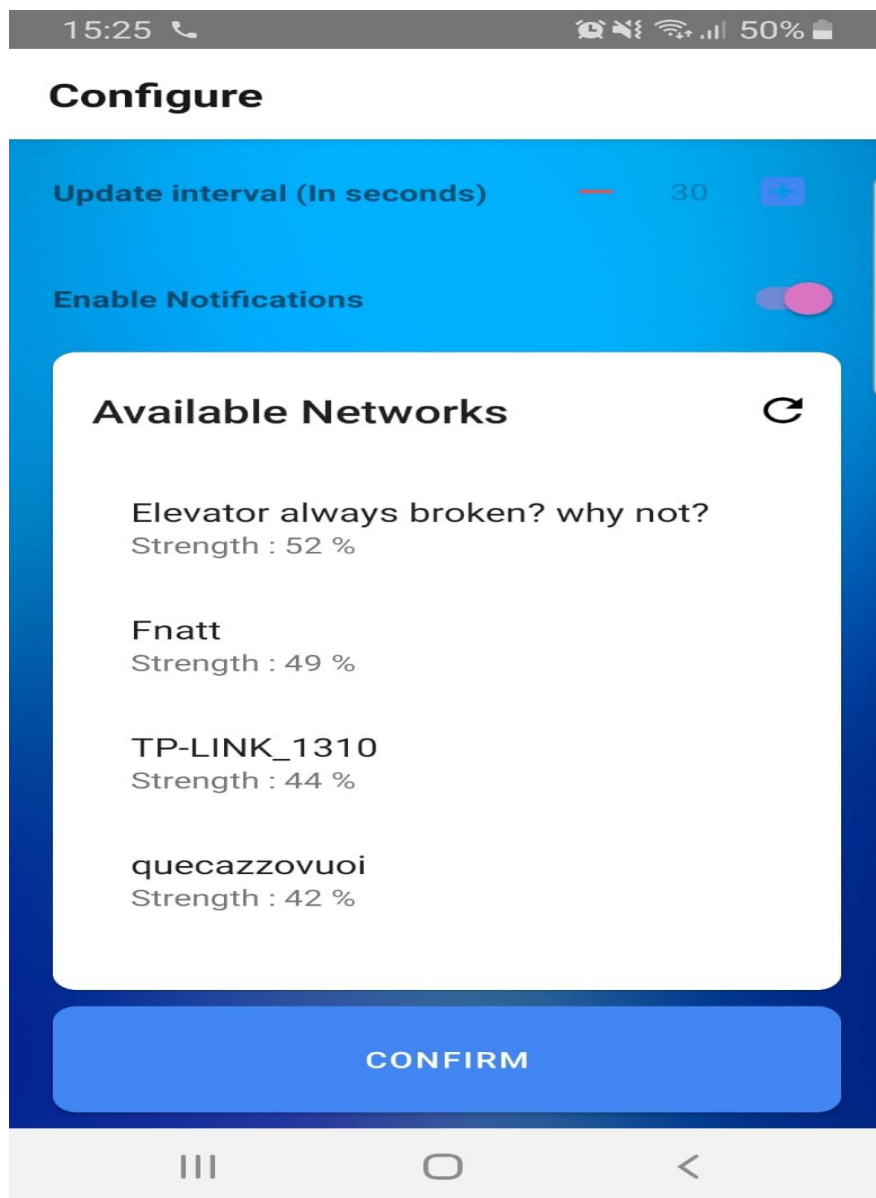 15:25 50%
Configure
Update interval (In seconds) 30
Enable Notifications
Available Networks
Elevator always broken? why not?
Strength : 52 %
Fnatt
Strength : 49 %
TP-LINK_1310
Strength : 44 %
quecazzovuoi
Strength : 42 %
CONFIRM